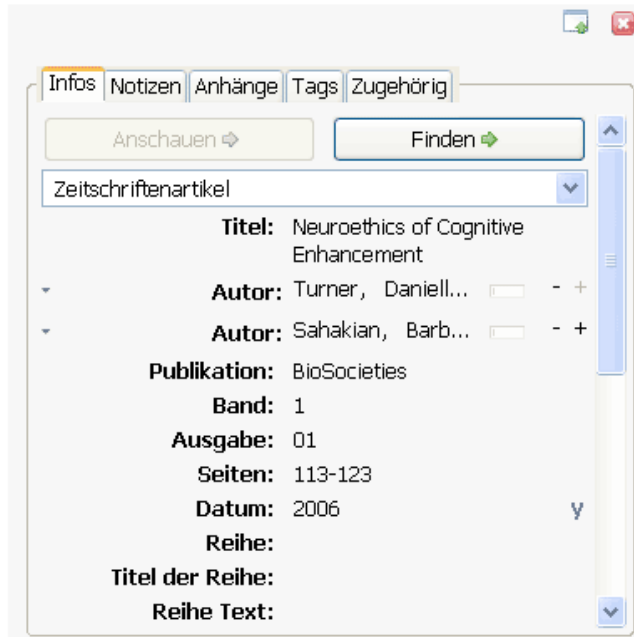 Infos Notizen Anhänge Tags Zugehörig
Anschauen Finden
Zeitschriftenartikel
Titel: Neuroethics of Cognitive
Enhancement
Autor: Turner, Daniell... - +
Autor: Sahakian, Barb... - +
Publikation: BioSocieties
Band: 1
Ausgabe: 01
Seiten: 113-123
Datum: 2006 y
Reihe:
Titel der Reihe:
Reihe Text: